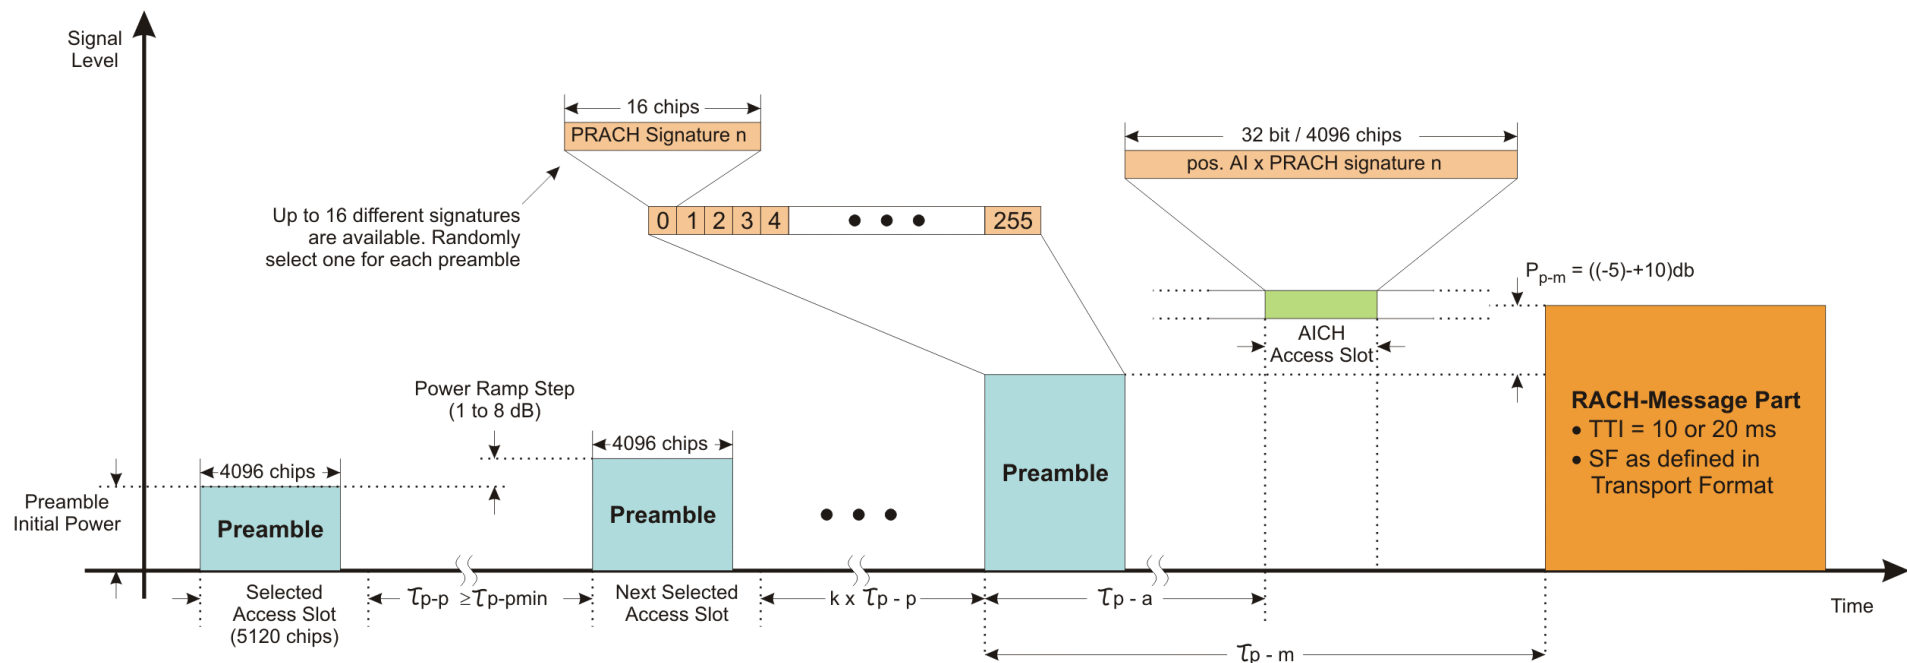 Signal
Level
16 chips
PRACH Signature n
32 bit / 4096 chips
pos. AI x PRACH signature n
Up to 16 different signatures
are available. Randomly
select one for each preamble
0 1 2 3 4 • • • 255
P p-m = ((-5)-+10)db
AICH
Access Slot
Power Ramp Step
(1 to 8 dB)
4096 chips
4096 chips
Preamble
Initial Power
Preamble
Preamble
• • •
Preamble
RACH-Message Part
• TTI = 10 or 20 ms
• SF as defined in
Transport Format
Selected
Access Slot
(5120 chips)
τp-p ≥τp-pmin
Next Selected
Access Slot
k x τp - p
τp - a
Time
τp - m